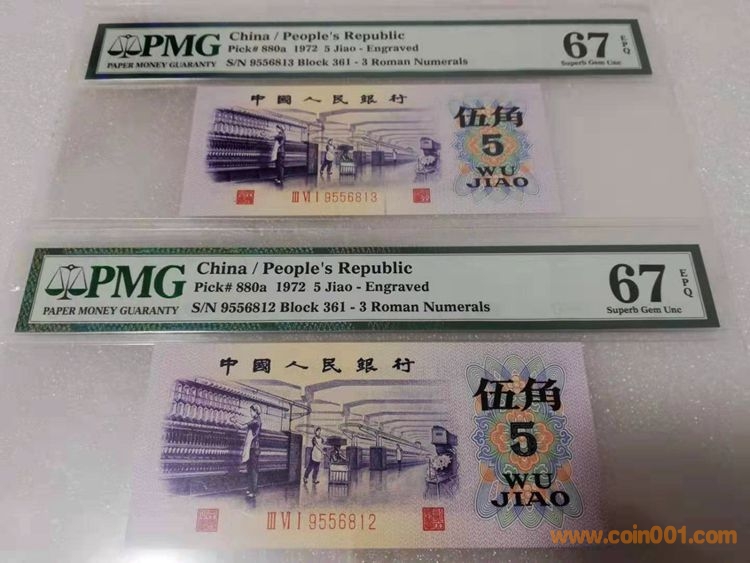 PMG
PAPER MONEY GUARANTY
China / People's Republic
Pick# 880a 1972 5 Jiao - Engraved
S/N 9556813 Block 361 - 3 Roman Numerals
67 EPQ
Superb Gem Unc
中國人民銀行
伍角
5
WU
JIAO
III VI I 9556813
PMG
PAPER MONEY GUARANTY
China / People's Republic
Pick# 880a 1972 5 Jiao - Engraved
S/N 9556812 Block 361 - 3 Roman Numerals
67 EPQ
Superb Gem Unc
中國人民銀行
伍角
5
WU
JIAO
III VI I 9556812
www.coin001.com